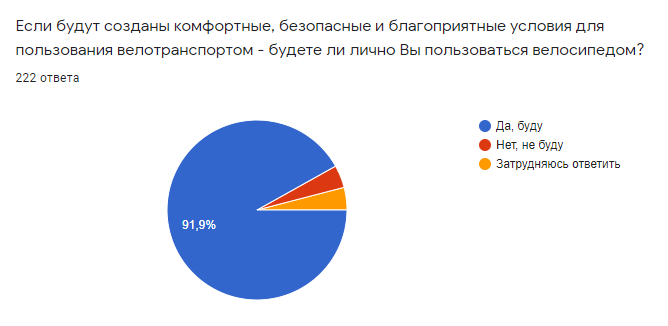 Если будут созданы комфортные, безопасные и благоприятные условия для
пользования велотранспортом - будете ли лично Вы пользоваться велосипедом?
222 ответа
Да, буду
Нет, не буду
Затрудняюсь ответить
91,9%